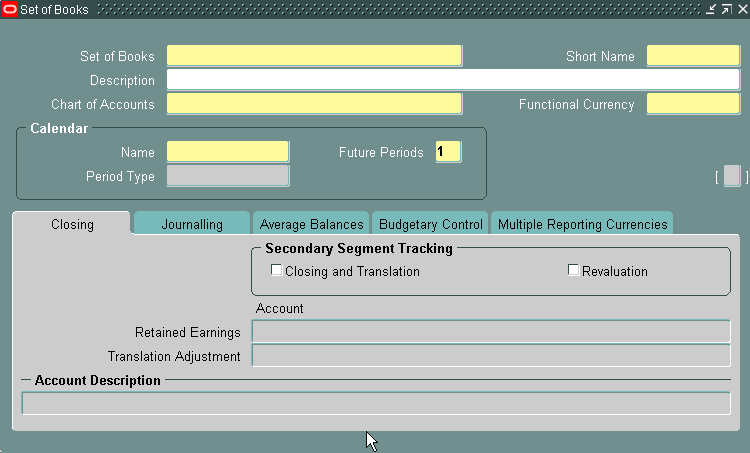 Set of Books
Set of Books Short Name
Description
Chart of Accounts Functional Currency
Calendar
Name Future Periods 1
Period Type [ ]
Closing Journalling Average Balances Budgetary Control Multiple Reporting Currencies
Secondary Segment Tracking
Closing and Translation Revaluation
Account
Retained Earnings
Translation Adjustment
Account Description